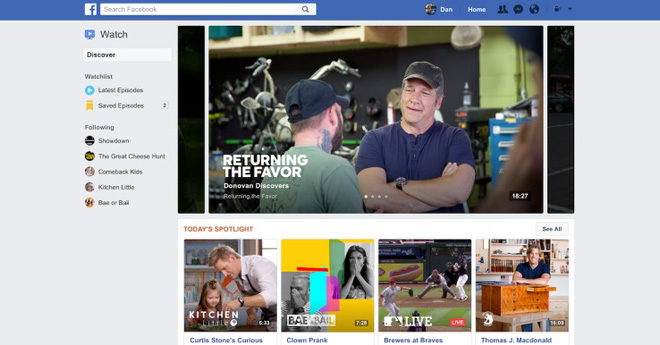 f
Search Facebook
Dan
Home
Watch
Discover
Watchlist
Latest Episodes
Saved Episodes
2
Following
Showdown
The Great Cheese Hunt
Comeback Kids
Kitchen Little
Bae or Bail
RETURNING
THE FAVOR
Donovan Discovers
Returning the Favor
18:27
TODAY'S SPOTLIGHT
See All
KITCHEN
Little
5:33
BAE BAIL
7:26
LIVE
LIVE
16:09
Curtis Stone's Curious
Clown Prank
Brewers at Braves
Thomas J. Macdonald